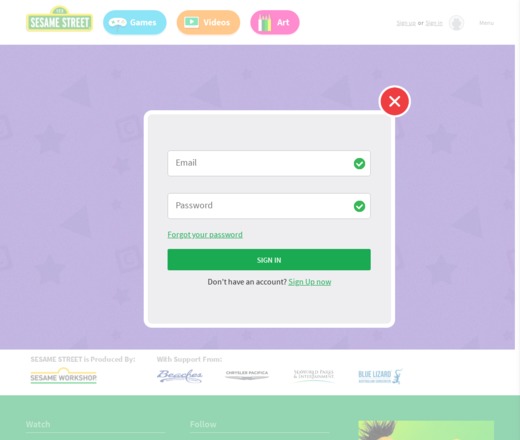 SESAME STREET
Games
Videos
Art
Sign up or Sign in
Menu
Email
Password
Forgot your password
SIGN IN
Don't have an account? Sign Up now
SESAME STREET is Produced By:
With Support From:
SESAME WORKSHOP
Beaches
CHRYSLER PACIFICA
BLUE LIZARD
Watch
Follow